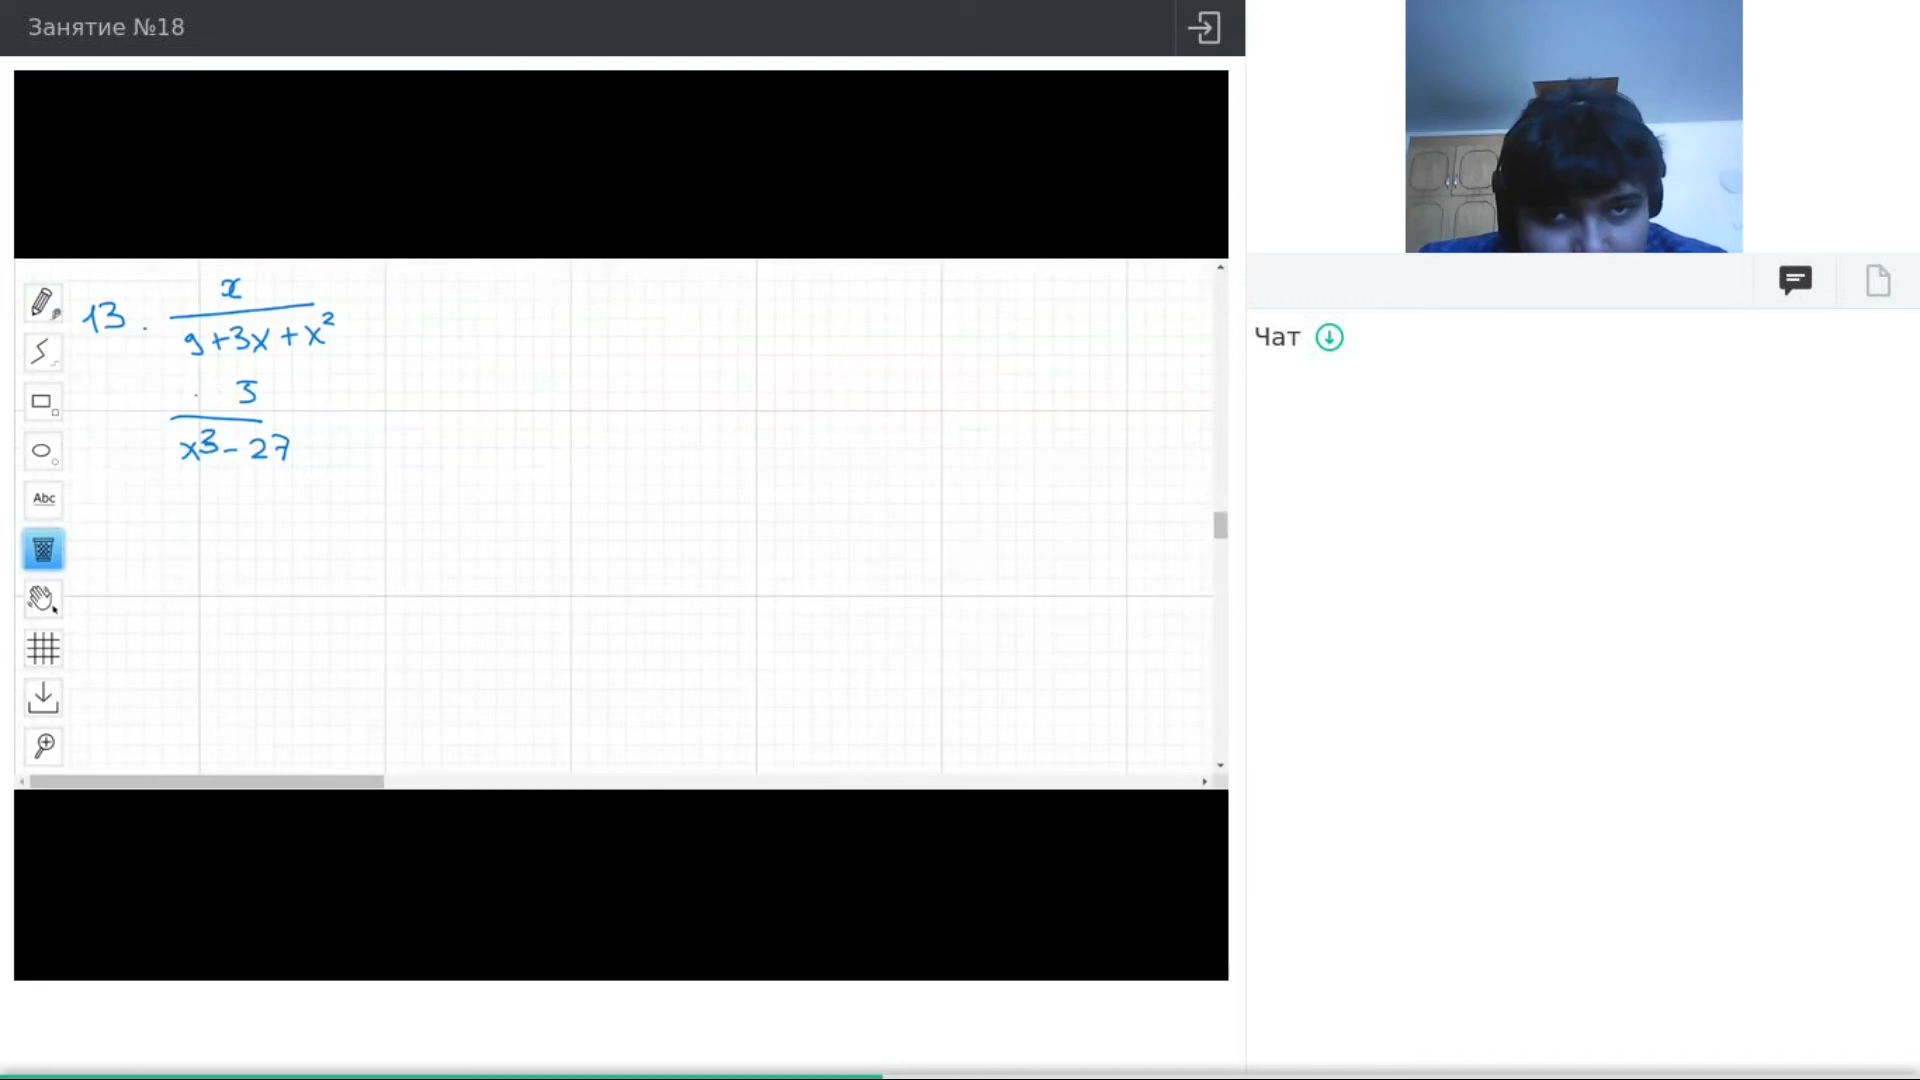 Занятие №18
13. x
9+3x+x²
3
x³-27
Abc
Чат